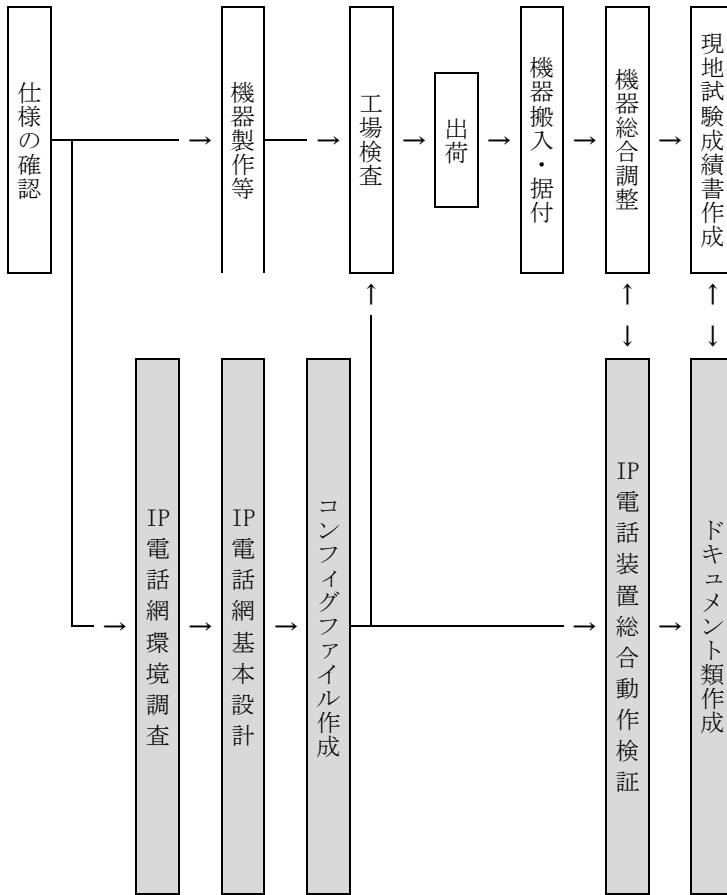 仕様の確認
機器製作等
工場検査
出荷
機器搬入・据付
機器総合調整
現地試験成績書作成
IP電話網環境調査
IP電話網基本設計
コンフィグファイル作成
IP電話装置総合動作検証
ドキュメント類作成